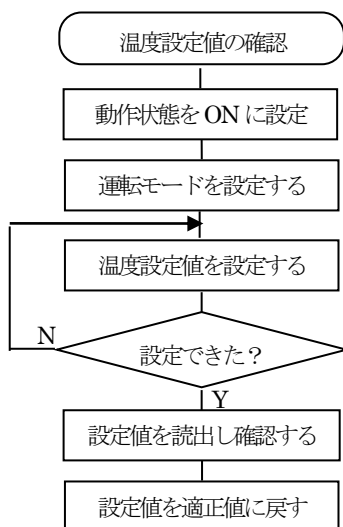 温度設定値の確認
動作状態を ON に設定
運転モードを設定する
温度設定値を設定する
設定できた？
N
Y
設定値を読出し確認する
設定値を適正値に戻す